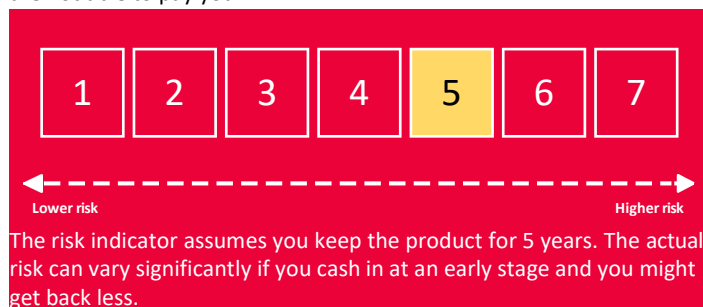 1 2 3 4 5 6 7
Lower risk Higher risk
The risk indicator assumes you keep the product for 5 years. The actual
risk can vary significantly if you cash in at an early stage and you might
get back less.